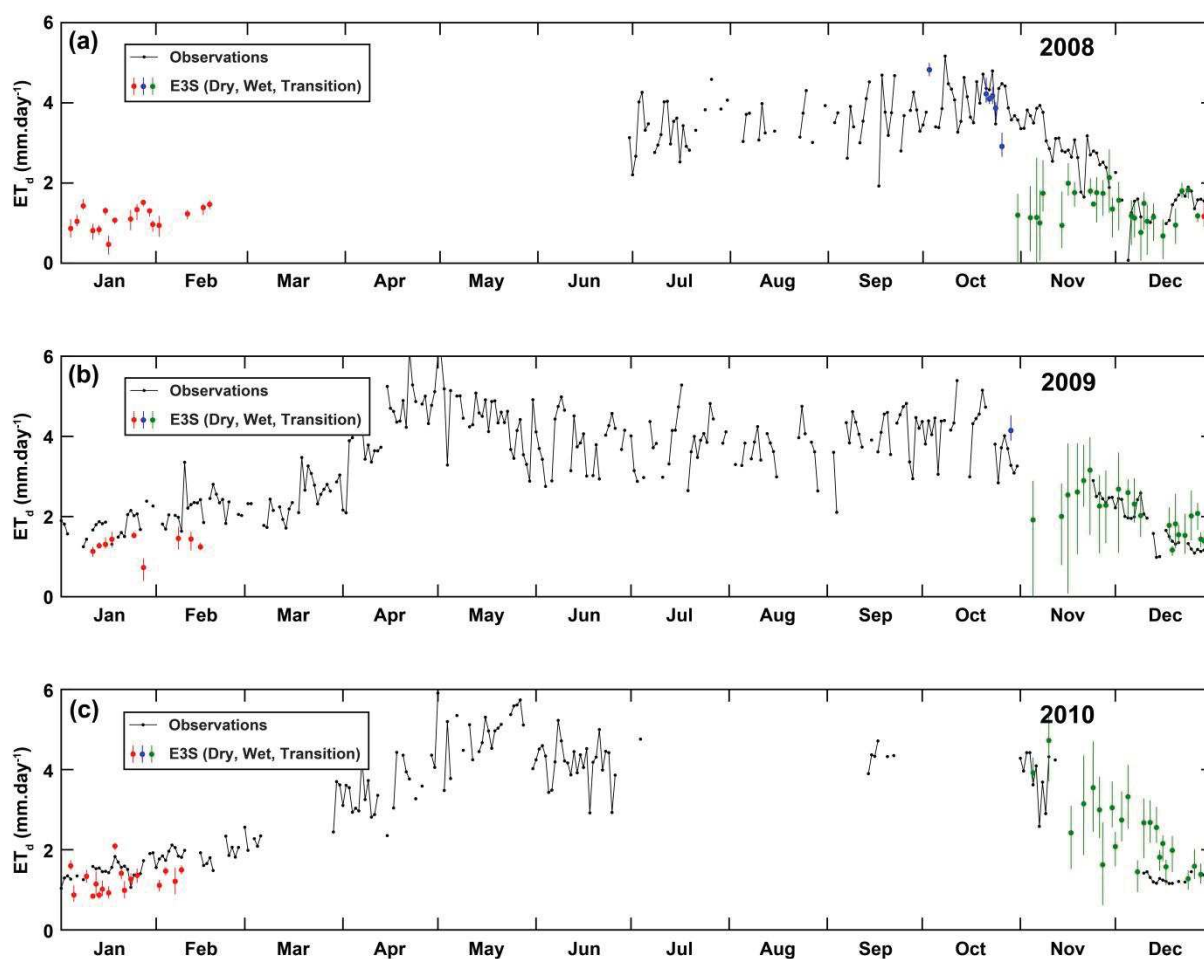 (a)
2008
Observations
E3S (Dry, Wet, Transition)
ET_d (mm.day⁻¹)
6
4
2
0
Jan Feb Mar Apr May Jun Jul Aug Sep Oct Nov Dec
(b)
2009
Observations
E3S (Dry, Wet, Transition)
ET_d (mm.day⁻¹)
6
4
2
0
Jan Feb Mar Apr May Jun Jul Aug Sep Oct Nov Dec
(c)
2010
Observations
E3S (Dry, Wet, Transition)
ET_d (mm.day⁻¹)
6
4
2
0
Jan Feb Mar Apr May Jun Jul Aug Sep Oct Nov Dec